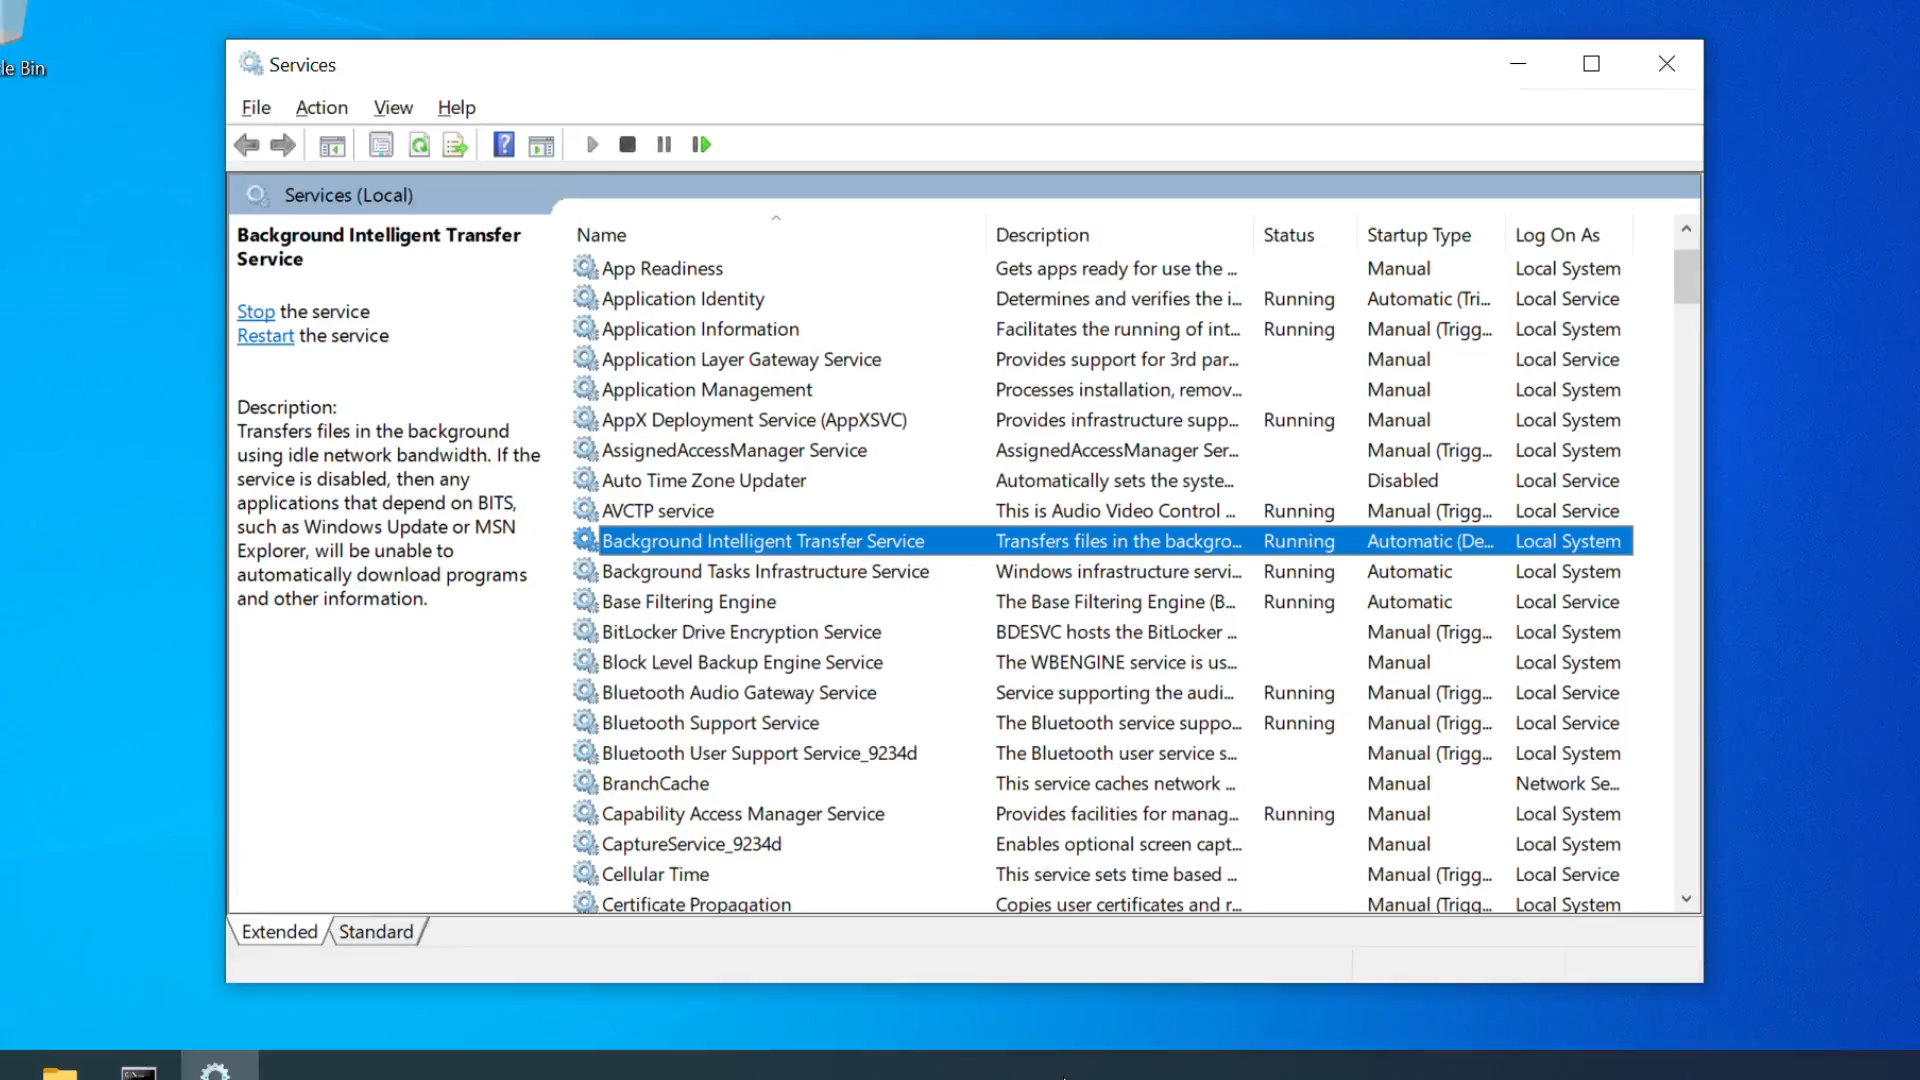 le Bin
Services
File Action View Help
Services (Local)
Background Intelligent Transfer
Service
Stop the service
Restart the service
Description:
Transfers files in the background
using idle network bandwidth. If the
service is disabled, then any
applications that depend on BITS,
such as Windows Update or MSN
Explorer, will be unable to
automatically download programs
and other information.
Name Description Status Startup Type Log On As
App Readiness Gets apps ready for use the ... Manual Local System
Application Identity Determines and verifies the i... Running Automatic (Tri... Local Service
Application Information Facilitates the running of int... Running Manual (Trigg... Local System
Application Layer Gateway Service Provides support for 3rd par... Manual Local Service
Application Management Processes installation, remov... Manual Local System
AppX Deployment Service (AppXSVC) Provides infrastructure supp... Running Manual Local System
AssignedAccessManager Service AssignedAccessManager Ser... Manual (Trigg... Local System
Auto Time Zone Updater Automatically sets the syste... Disabled Local Service
AVCTP service This is Audio Video Control ... Running Manual (Trigg... Local Service
Background Intelligent Transfer Service Transfers files in the backgro... Running Automatic (De... Local System
Background Tasks Infrastructure Service Windows infrastructure servi... Running Automatic Local System
Base Filtering Engine The Base Filtering Engine (B... Running Automatic Local Service
BitLocker Drive Encryption Service BDESVC hosts the BitLocker ... Manual (Trigg... Local System
Block Level Backup Engine Service The WBENGINE service is us... Manual Local System
Bluetooth Audio Gateway Service Service supporting the audi... Running Manual (Trigg... Local Service
Bluetooth Support Service The Bluetooth service suppo... Running Manual (Trigg... Local Service
Bluetooth User Support Service_9234d The Bluetooth user service s... Manual (Trigg... Local System
BranchCache This service caches network ... Manual Network Se...
Capability Access Manager Service Provides facilities for manag... Running Manual Local System
CaptureService_9234d Enables optional screen capt... Manual Local System
Cellular Time This service sets time based ... Manual (Trigg... Local Service
Certificate Propagation Copies user certificates and r... Manual (Trigg... Local System
Extended Standard